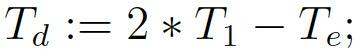 T_d := 2 * T_1 − T_e;